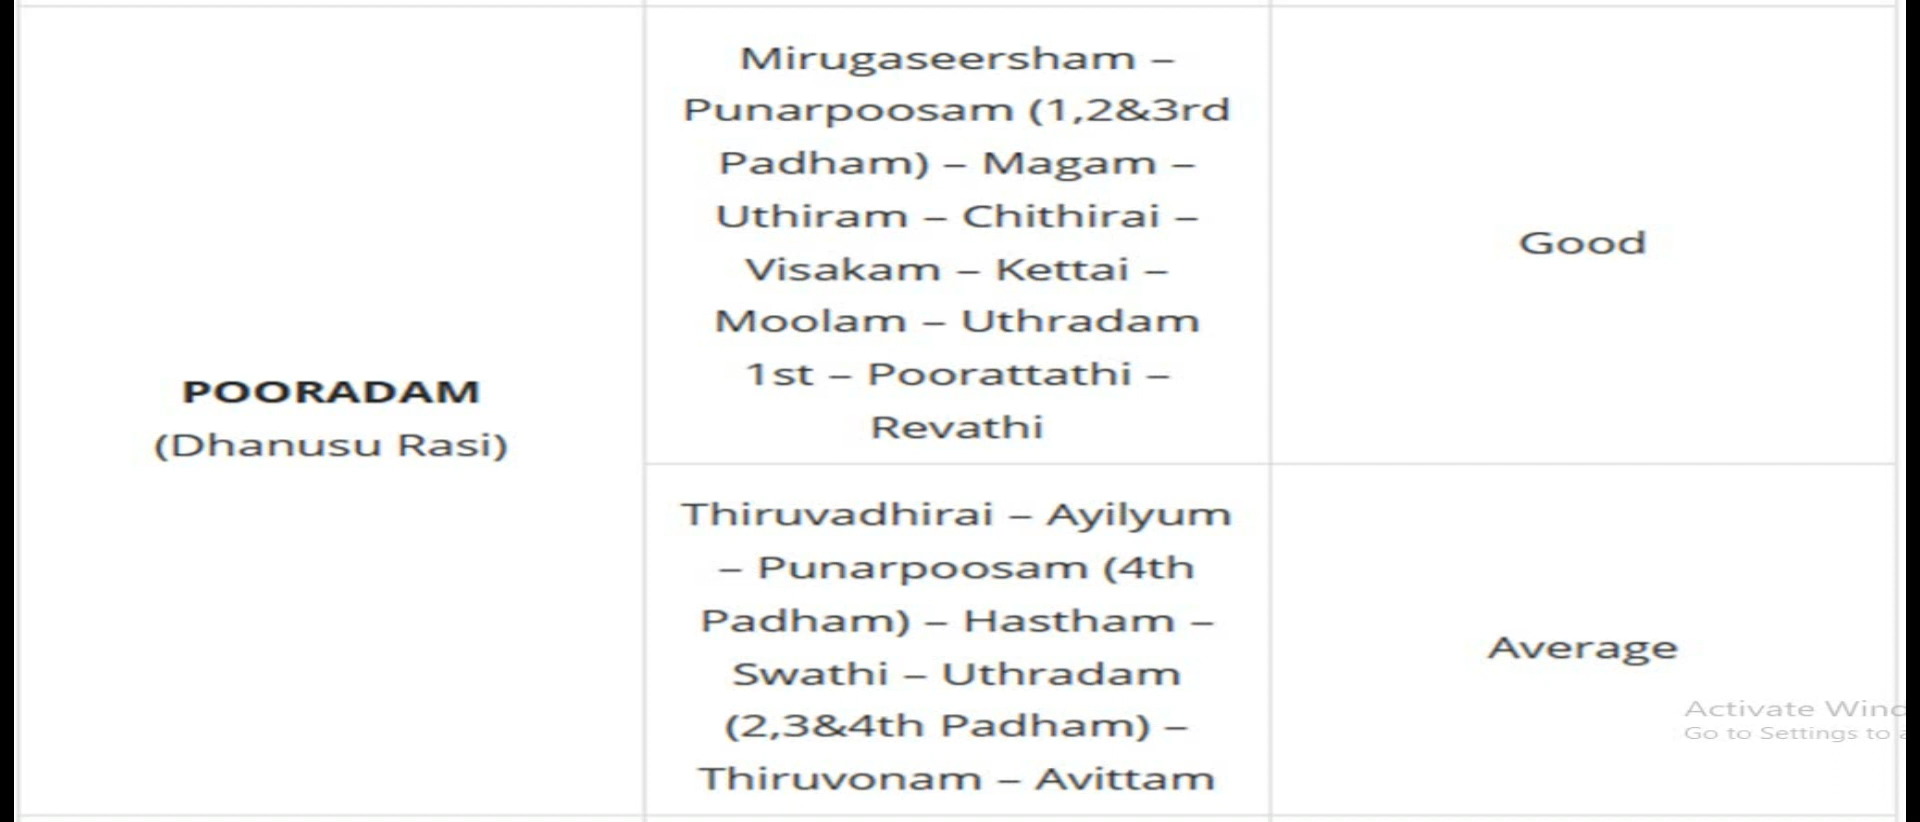 POORADAM
(Dhanusu Rasi)
Mirugaseersham –
Punarpoosam (1,2&3rd
Padham) – Magam –
Uthiram – Chithirai –
Visakam – Kettai –
Moolam – Uthradam
1st – Poorattathi –
Revathi
Good
Thiruvadhirai – Ayilyum
– Punarpoosam (4th
Padham) – Hastham –
Swathi – Uthradam
(2,3&4th Padham) –
Thiruvonam – Avittam
Average
Activate
Go to Settings to